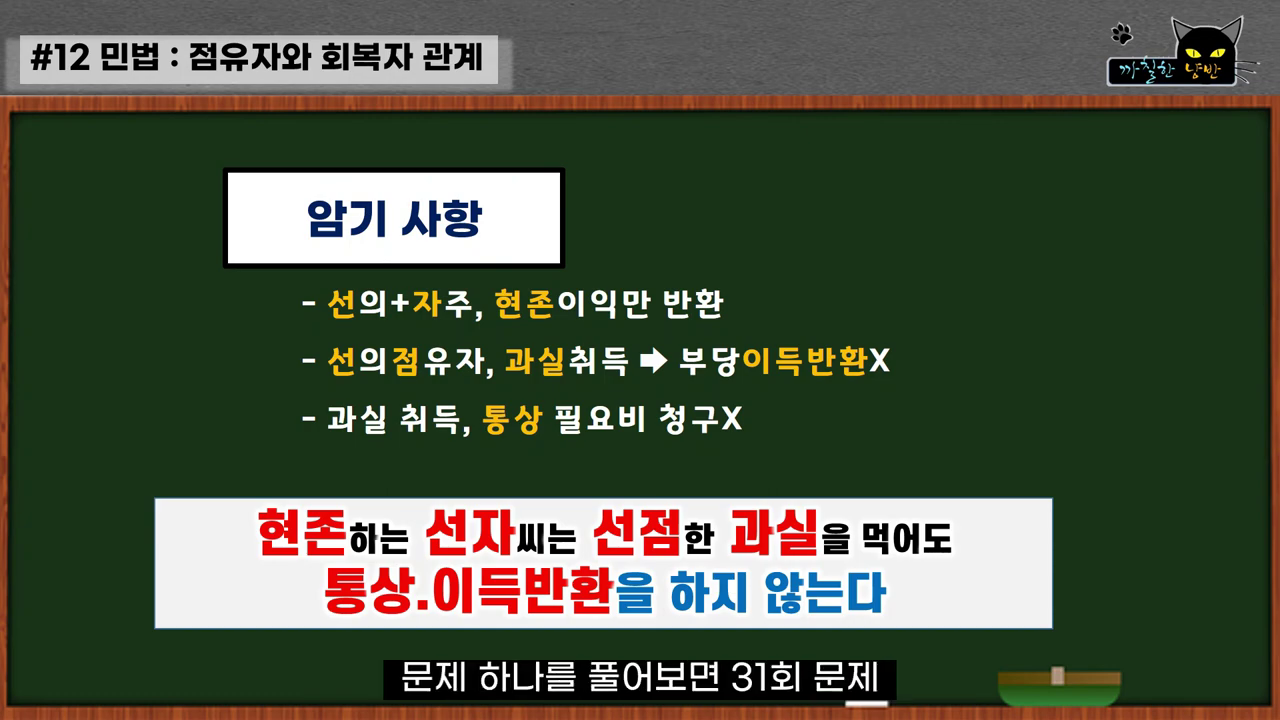 #12 민법 : 점유자와 회복자 관계
까칠한 냥반
암기 사항
- 선의+자주, 현존이익만 반환
- 선의점유자, 과실취득 ➡ 부당이득반환X
- 과실 취득, 통상 필요비 청구X
현존하는 선자씨는 선점한 과실을 먹어도
통상.이득반환을 하지 않는다
문제 하나를 풀어보면 31회 문제